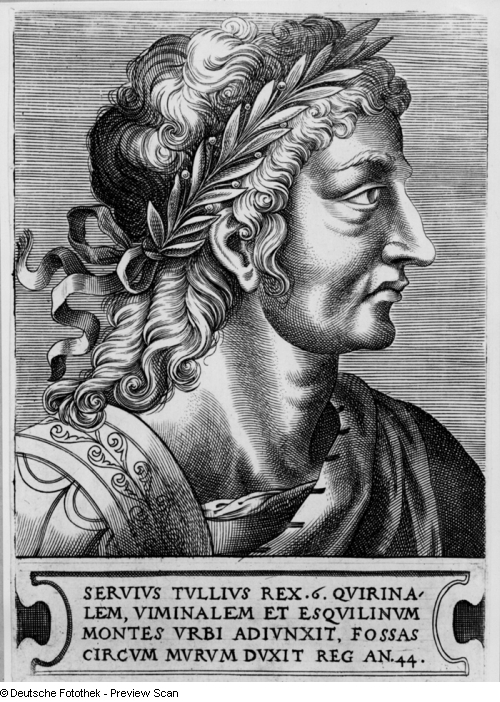 SERVIVS TVLLIVS REX .6. QVIRINA-
LEM, VIMINALEM ET ESQVILINVM
MONTES VRBI ADIVNXIT, FOSSAS
CIRCVM MVRVM DVXIT REG AN. 44.
© Deutsche Fotothek - Preview Scan